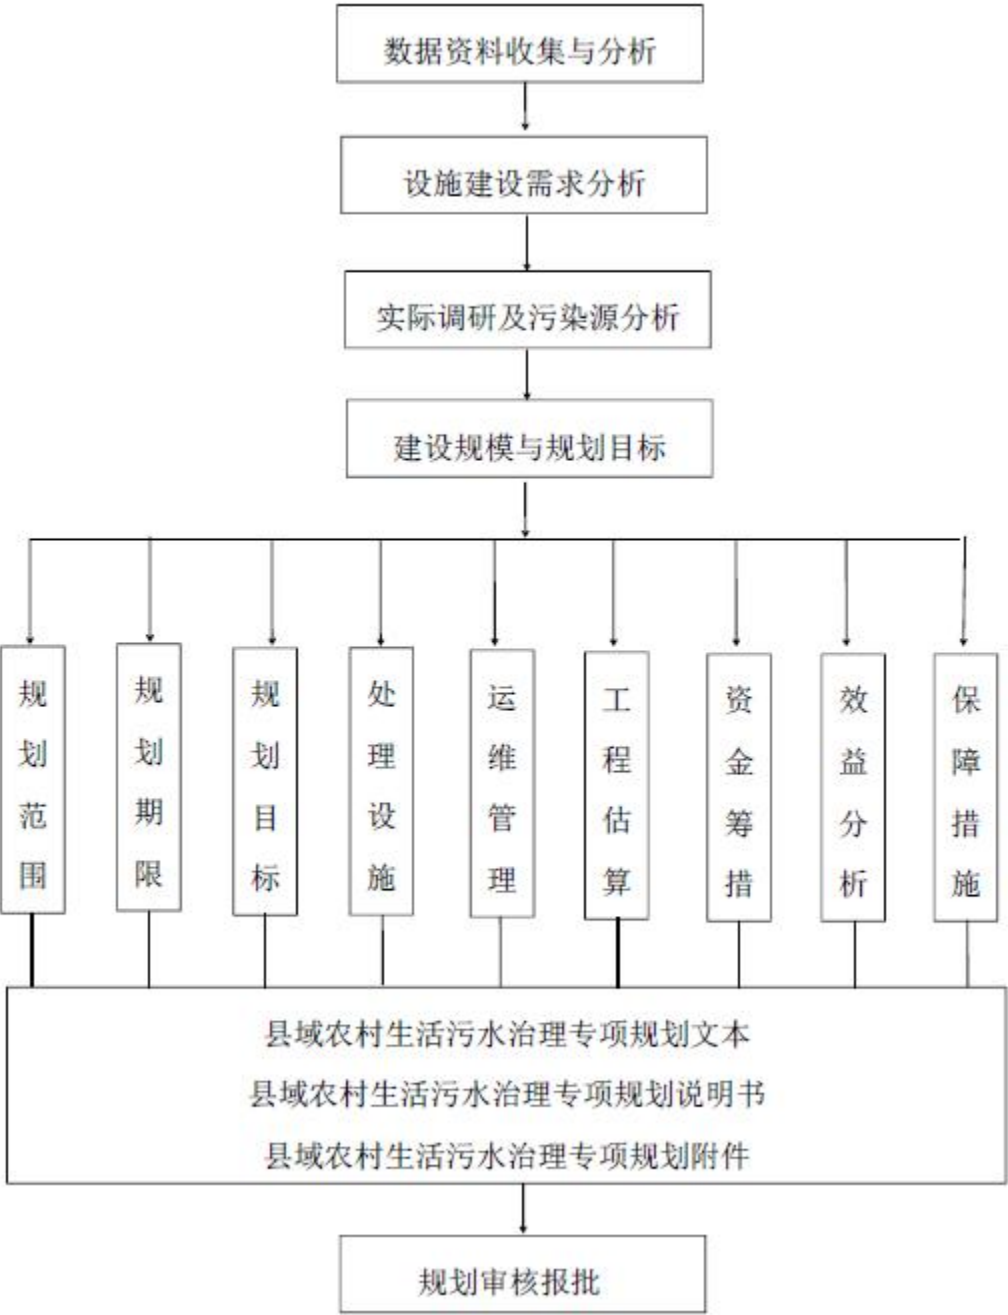 数据资料收集与分析
设施建设需求分析
实际调研及污染源分析
建设规模与规划目标
规划范围
规划期限
规划目标
处理设施
运维管理
工程估算
资金筹措
效益分析
保障措施
县域农村生活污水治理专项规划文本
县域农村生活污水治理专项规划说明书
县域农村生活污水治理专项规划附件
规划审核报批